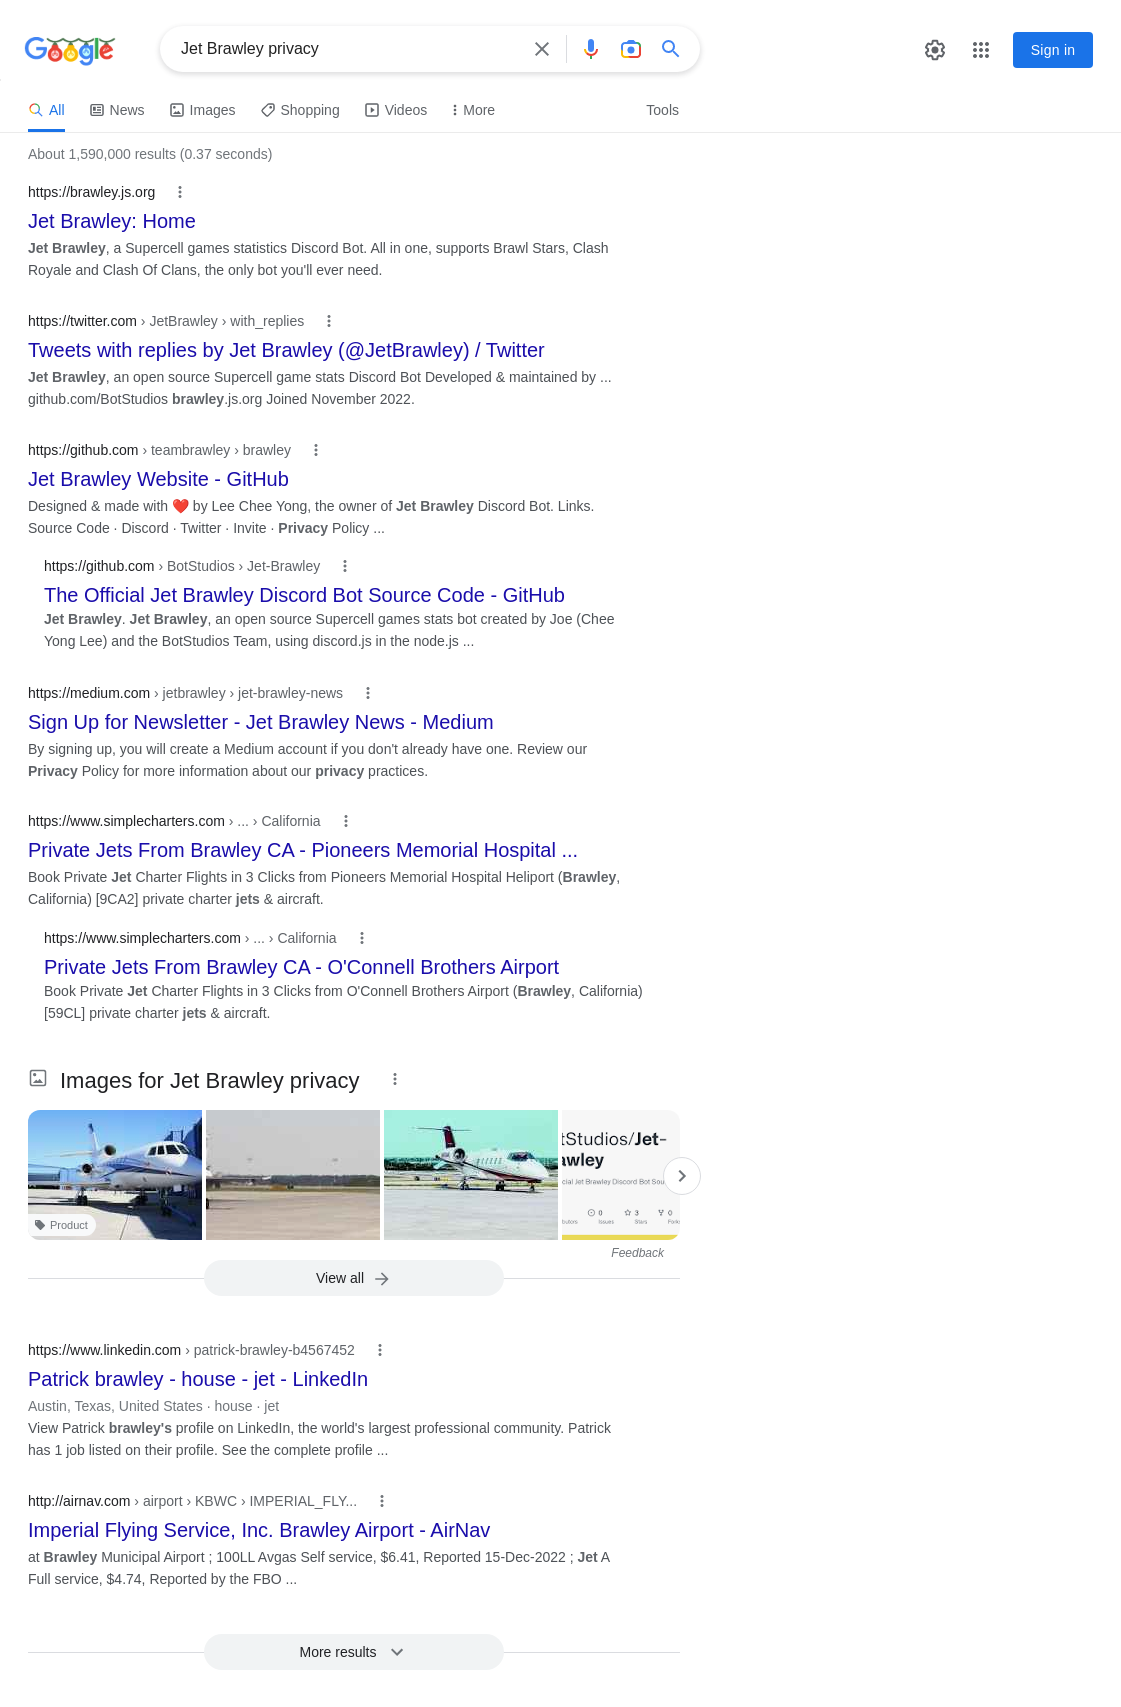 Google
Jet Brawley privacy
Sign in
All
News
Images
Shopping
Videos
More
Tools
About 1,590,000 results (0.37 seconds)
https://brawley.js.org
Jet Brawley: Home
Jet Brawley, a Supercell games statistics Discord Bot. All in one, supports Brawl Stars, Clash
Royale and Clash Of Clans, the only bot you'll ever need.
https://twitter.com › JetBrawley › with_replies
Tweets with replies by Jet Brawley (@JetBrawley) / Twitter
Jet Brawley, an open source Supercell game stats Discord Bot Developed & maintained by ...
github.com/BotStudios brawley.js.org Joined November 2022.
https://github.com › teambrawley › brawley
Jet Brawley Website - GitHub
Designed & made with ❤️ by Lee Chee Yong, the owner of Jet Brawley Discord Bot. Links.
Source Code · Discord · Twitter · Invite · Privacy Policy ...
https://github.com › BotStudios › Jet-Brawley
The Official Jet Brawley Discord Bot Source Code - GitHub
Jet Brawley. Jet Brawley, an open source Supercell games stats bot created by Joe (Chee
Yong Lee) and the BotStudios Team, using discord.js in the node.js ...
https://medium.com › jetbrawley › jet-brawley-news
Sign Up for Newsletter - Jet Brawley News - Medium
By signing up, you will create a Medium account if you don't already have one. Review our
Privacy Policy for more information about our privacy practices.
https://www.simplecharters.com › ... › California
Private Jets From Brawley CA - Pioneers Memorial Hospital ...
Book Private Jet Charter Flights in 3 Clicks from Pioneers Memorial Hospital Heliport (Brawley,
California) [9CA2] private charter jets & aircraft.
https://www.simplecharters.com › ... › California
Private Jets From Brawley CA - O'Connell Brothers Airport
Book Private Jet Charter Flights in 3 Clicks from O'Connell Brothers Airport (Brawley, California)
[59CL] private charter jets & aircraft.
Images for Jet Brawley privacy
tStudios/Jet-
awley
cial Jet Brawley Discord Bot Sou
0 3 0
Issues Stars
Product
Feedback
View all
https://www.linkedin.com › patrick-brawley-b4567452
Patrick brawley - house - jet - LinkedIn
Austin, Texas, United States · house · jet
View Patrick brawley's profile on LinkedIn, the world's largest professional community. Patrick
has 1 job listed on their profile. See the complete profile ...
http://airnav.com › airport › KBWC › IMPERIAL_FLY...
Imperial Flying Service, Inc. Brawley Airport - AirNav
at Brawley Municipal Airport ; 100LL Avgas Self service, $6.41, Reported 15-Dec-2022 ; Jet A
Full service, $4.74, Reported by the FBO ...
More results